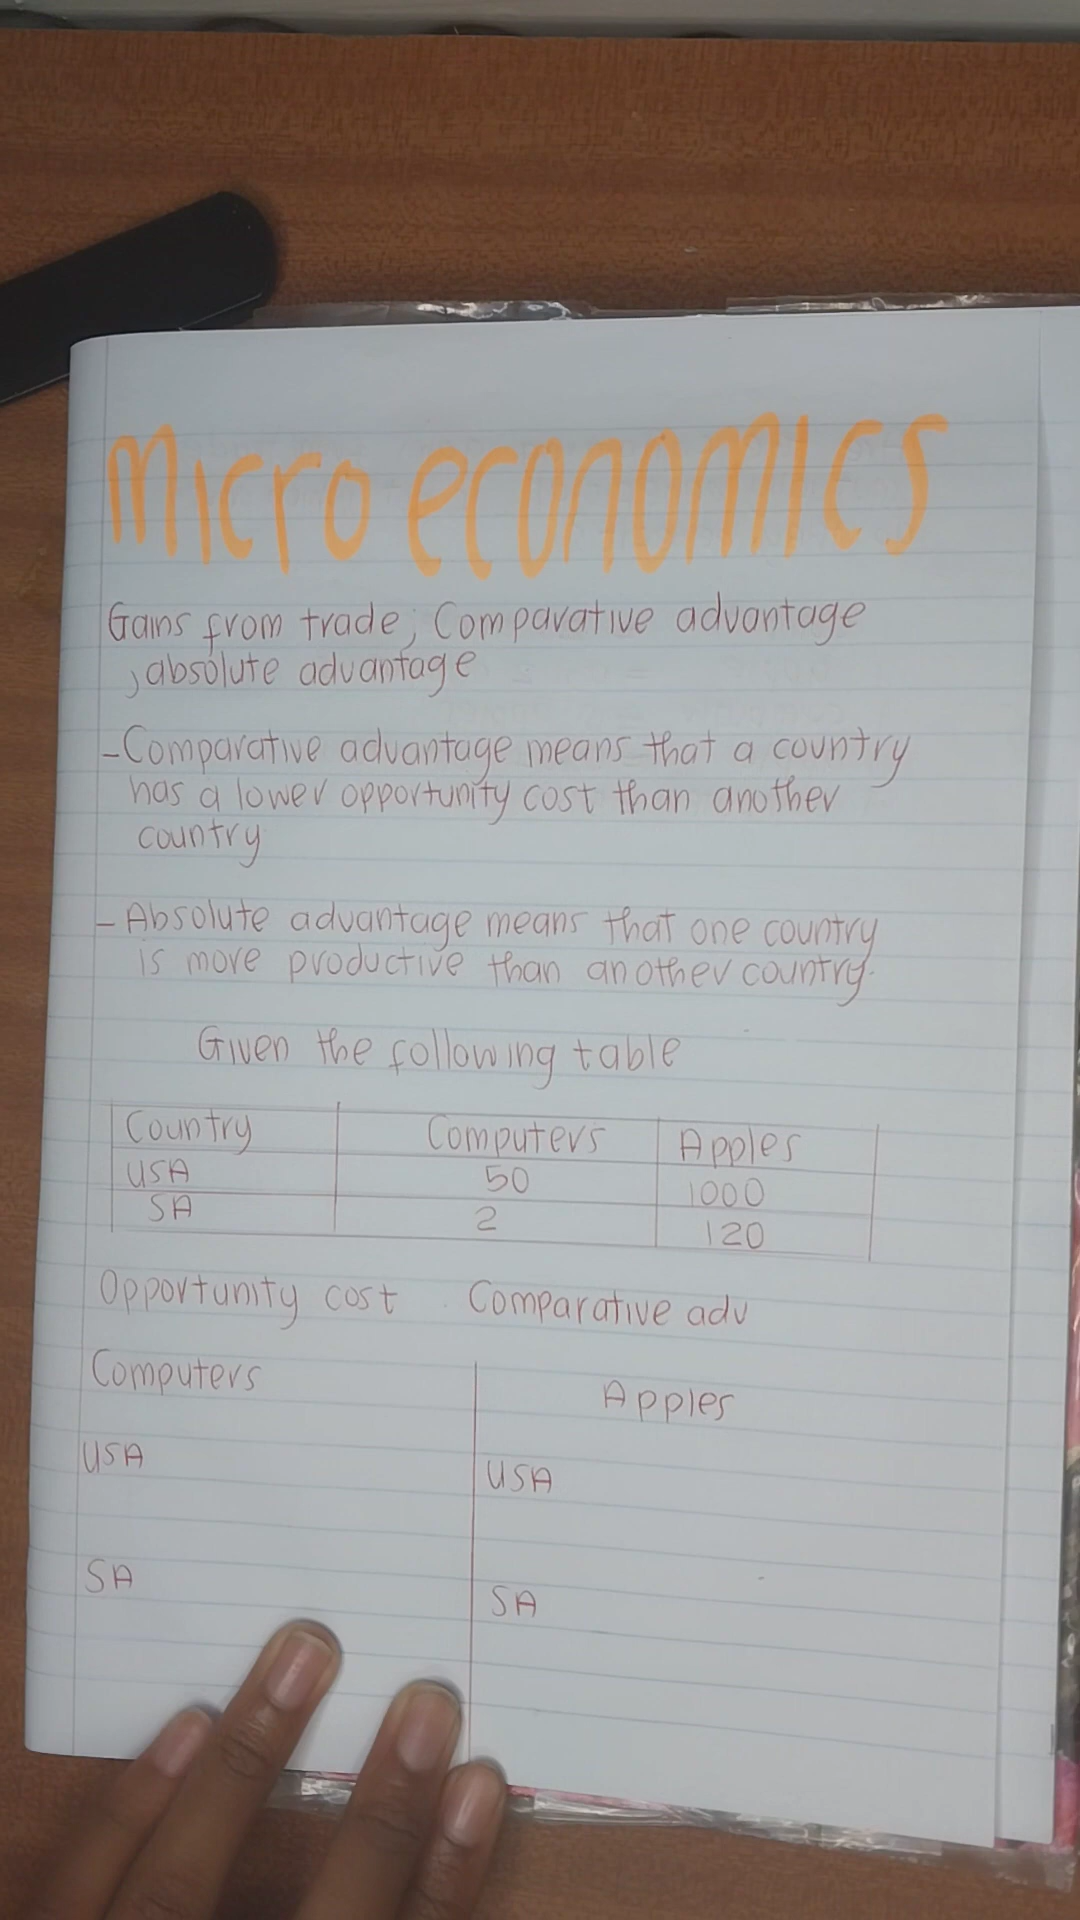 Micro economics
Gains from trade; Comparative advantage
, absolute advantage
- Comparative advantage means that a country
has a lower opportunity cost than another
country
- Absolute advantage means that one country
is more productive than another country.
Given the following table
Country Computers Apples
USA 50 1000
SA 2 120
Opportunity cost Comparative adv
Computers Apples
USA USA
SA SA